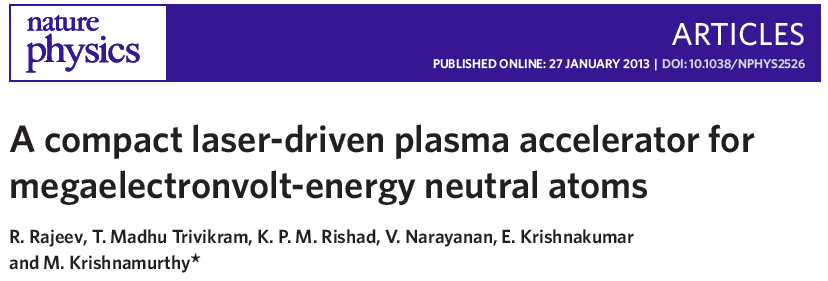 nature
physics
ARTICLES
PUBLISHED ONLINE: 27 JANUARY 2013 | DOI: 10.1038/NPHYS2526
A compact laser-driven plasma accelerator for
megaelectronvolt-energy neutral atoms
R. Rajeev, T. Madhu Trivikram, K. P. M. Rishad, V. Narayanan, E. Krishnakumar
and M. Krishnamurthy*